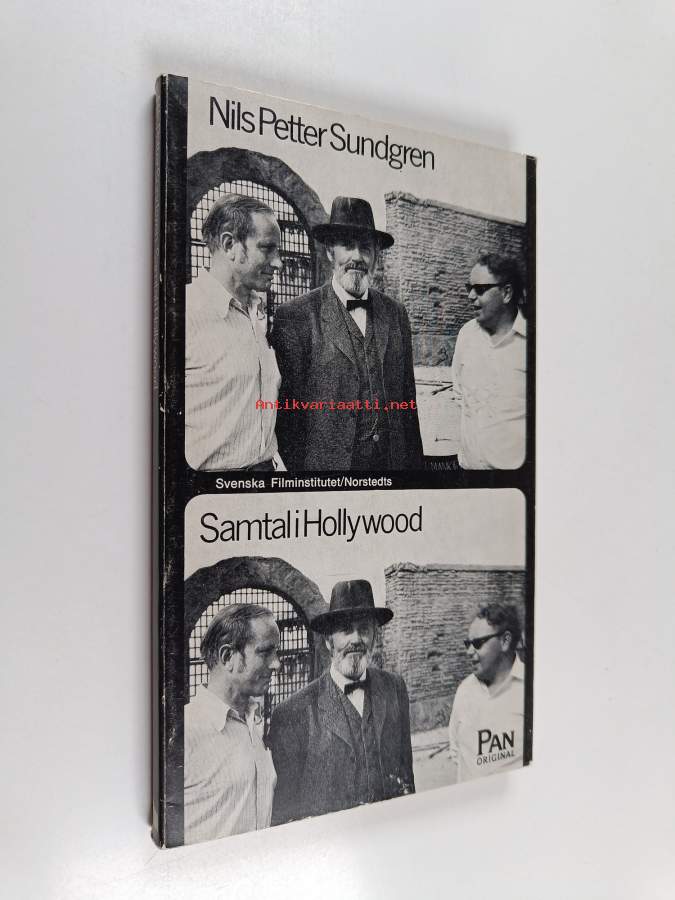 Nils Petter Sundgren
Antikvariaatti.net
Svenska Filminstitutet/Norstedts
Samtal i Hollywood
PAN
ORIGINAL